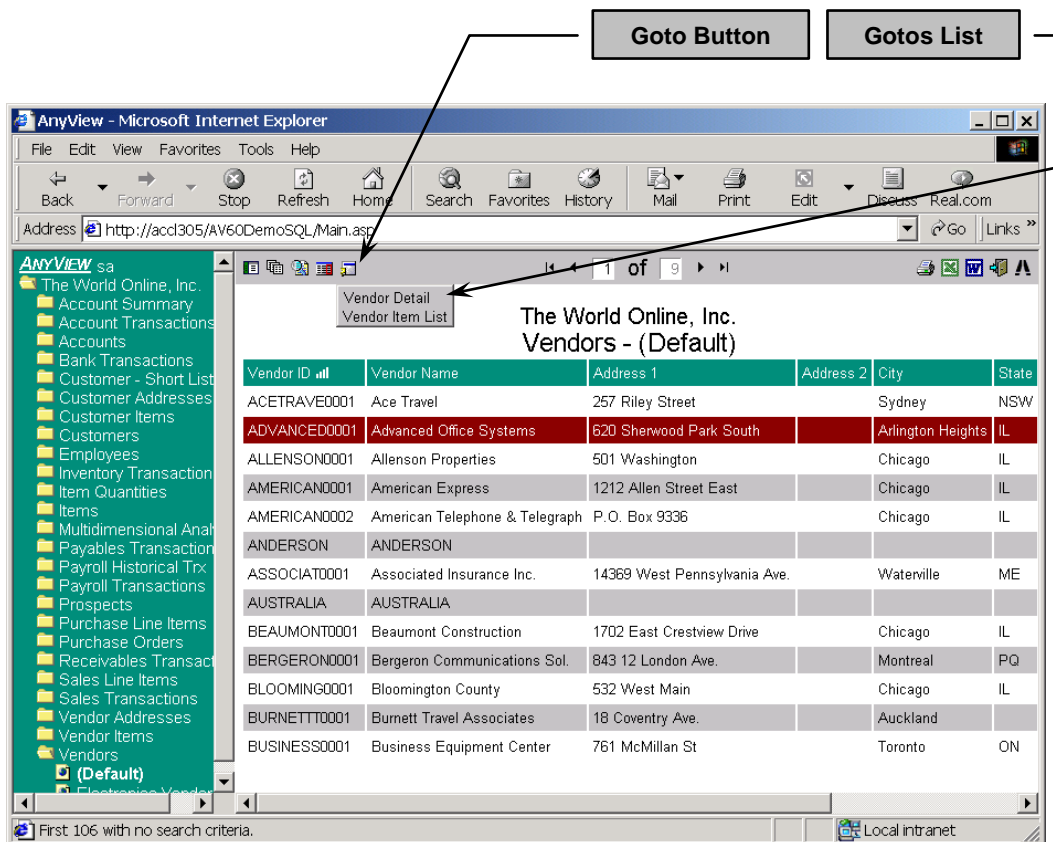 Goto Button Gotos List
AnyView - Microsoft Internet Explorer
File Edit View Favorites Tools Help
Back Forward Stop Refresh Home Search Favorites History Mail Print Edit Discuss Real.com
Address http://accl305/AV60DemoSQL/Main.asp Go Links »
ANYVIEW sa
The World Online, Inc.
Account Summary
Account Transactions
Accounts
Bank Transactions
Customer - Short List
Customer Addresses
Customer Items
Customers
Employees
Inventory Transaction
Item Quantities
Items
Multidimensional Anal
Payables Transaction
Payroll Historical Trx
Payroll Transactions
Prospects
Purchase Line Items
Purchase Orders
Receivables Transact
Sales Line Items
Sales Transactions
Vendor Addresses
Vendor Items
Vendors
(Default)
Electronics Vendor
1 of 9
Vendor Detail
Vendor Item List
The World Online, Inc.
Vendors - (Default)
Vendor ID Vendor Name Address 1 Address 2 City State
ACETRAVE0001 Ace Travel 257 Riley Street Sydney NSW
ADVANCED0001 Advanced Office Systems 620 Sherwood Park South Arlington Heights IL
ALLENSON0001 Allenson Properties 501 Washington Chicago IL
AMERICAN0001 American Express 1212 Allen Street East Chicago IL
AMERICAN0002 American Telephone & Telegraph P.O. Box 9336 Chicago IL
ANDERSON ANDERSON
ASSOCIAT0001 Associated Insurance Inc. 14369 West Pennsylvania Ave. Waterville ME
AUSTRALIA AUSTRALIA
BEAUMONT0001 Beaumont Construction 1702 East Crestview Drive Chicago IL
BERGERON0001 Bergeron Communications Sol. 843 12 London Ave. Montreal PQ
BLOOMING0001 Bloomington County 532 West Main Chicago IL
BURNETTT0001 Burnett Travel Associates 18 Coventry Ave. Auckland
BUSINESS0001 Business Equipment Center 761 McMillan St Toronto ON
First 106 with no search criteria. Local intranet